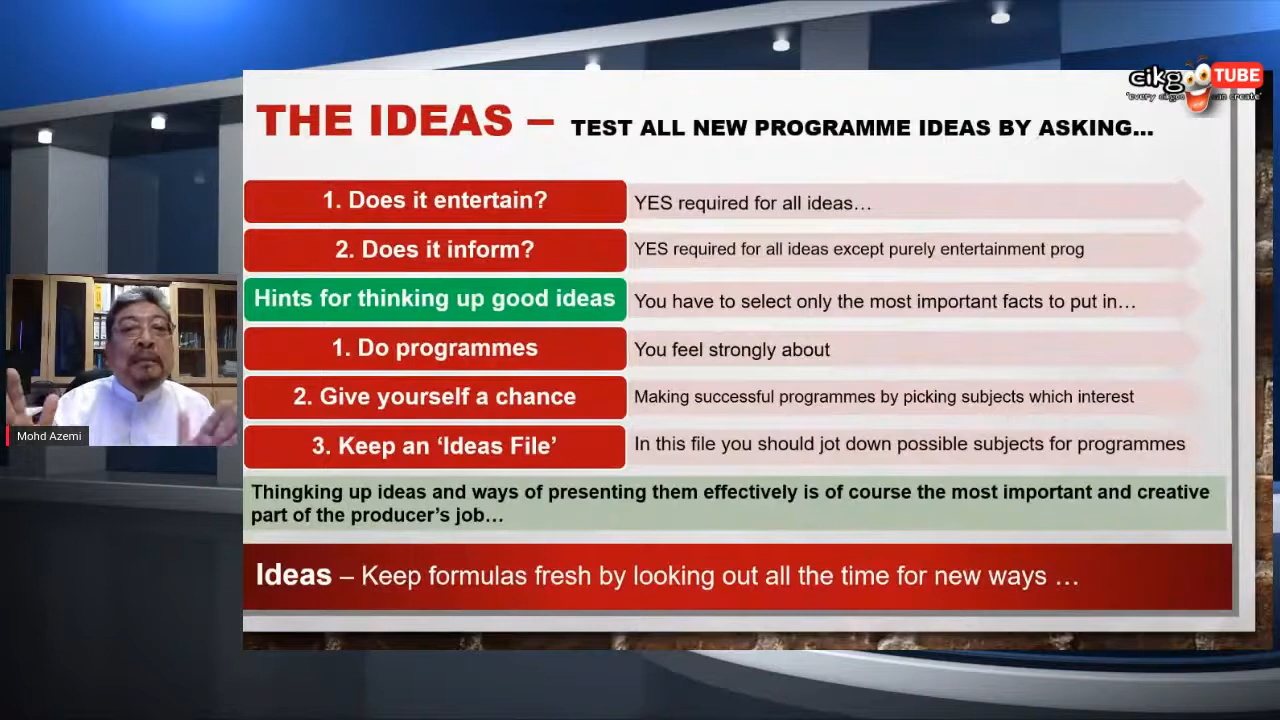 cikg TUBE
THE IDEAS – TEST ALL NEW PROGRAMME IDEAS BY ASKING...
1. Does it entertain?
YES required for all ideas…
2. Does it inform?
YES required for all ideas except purely entertainment prog
Hints for thinking up good ideas
You have to select only the most important facts to put in…
1. Do programmes
You feel strongly about
2. Give yourself a chance
Making successful programmes by picking subjects which interest
3. Keep an ‘Ideas File’
In this file you should jot down possible subjects for programmes
Thingking up ideas and ways of presenting them effectively is of course the most important and creative
part of the producer’s job…
Ideas – Keep formulas fresh by looking out all the time for new ways …
Mohd Azemi